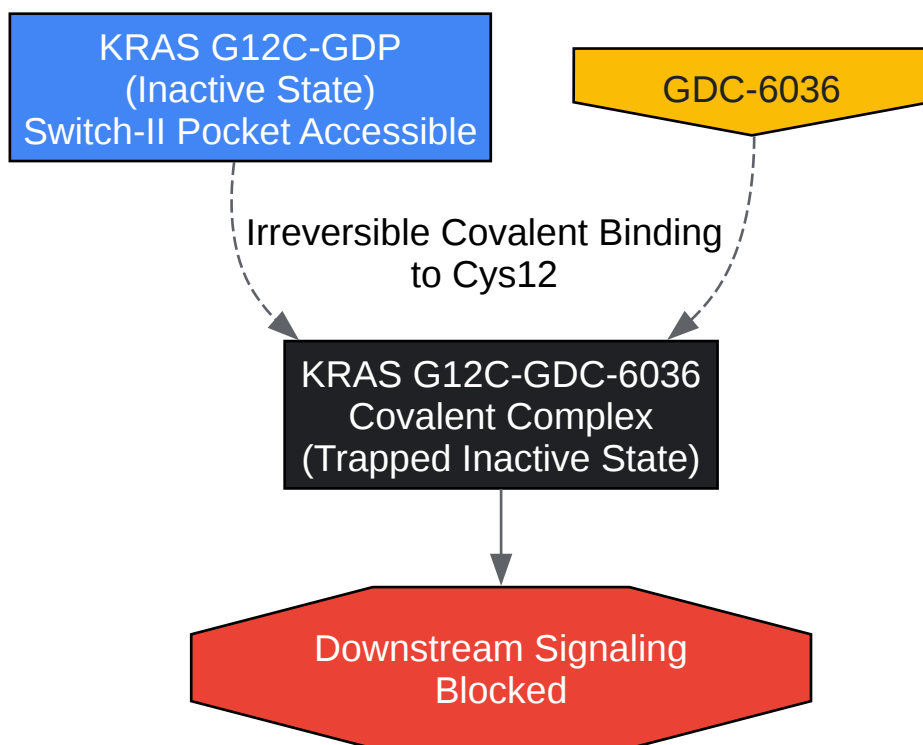 KRAS G12C-GDP
(Inactive State)
Switch-II Pocket Accessible
GDC-6036
Irreversible Covalent Binding
to Cys12
KRAS G12C-GDC-6036
Covalent Complex
(Trapped Inactive State)
Downstream Signaling
Blocked